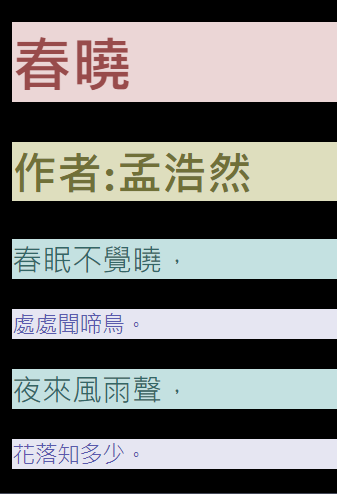 春曉
作者:孟浩然
春眠不覺曉，
處處聞啼鳥。
夜來風雨聲，
花落知多少。